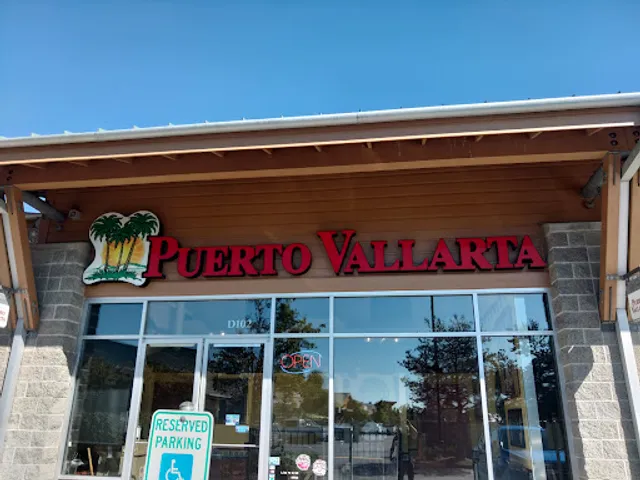 PUERTO VALLARTA
D102
OPEN
RESERVED
PARKING